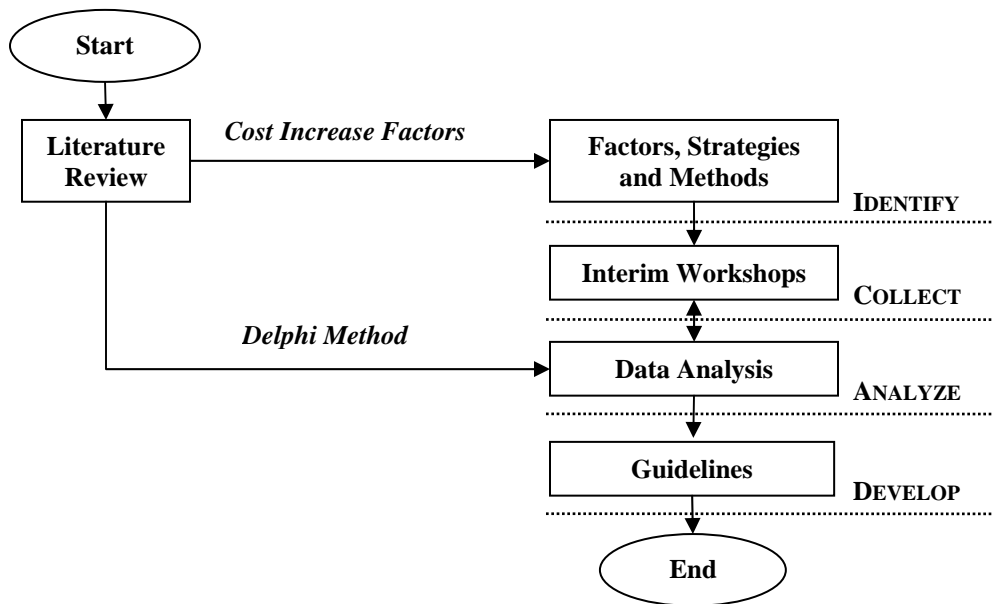 Start
Literature
Review
Cost Increase Factors
Factors, Strategies
and Methods
IDENTIFY
Interim Workshops
COLLECT
Delphi Method
Data Analysis
ANALYZE
Guidelines
DEVELOP
End